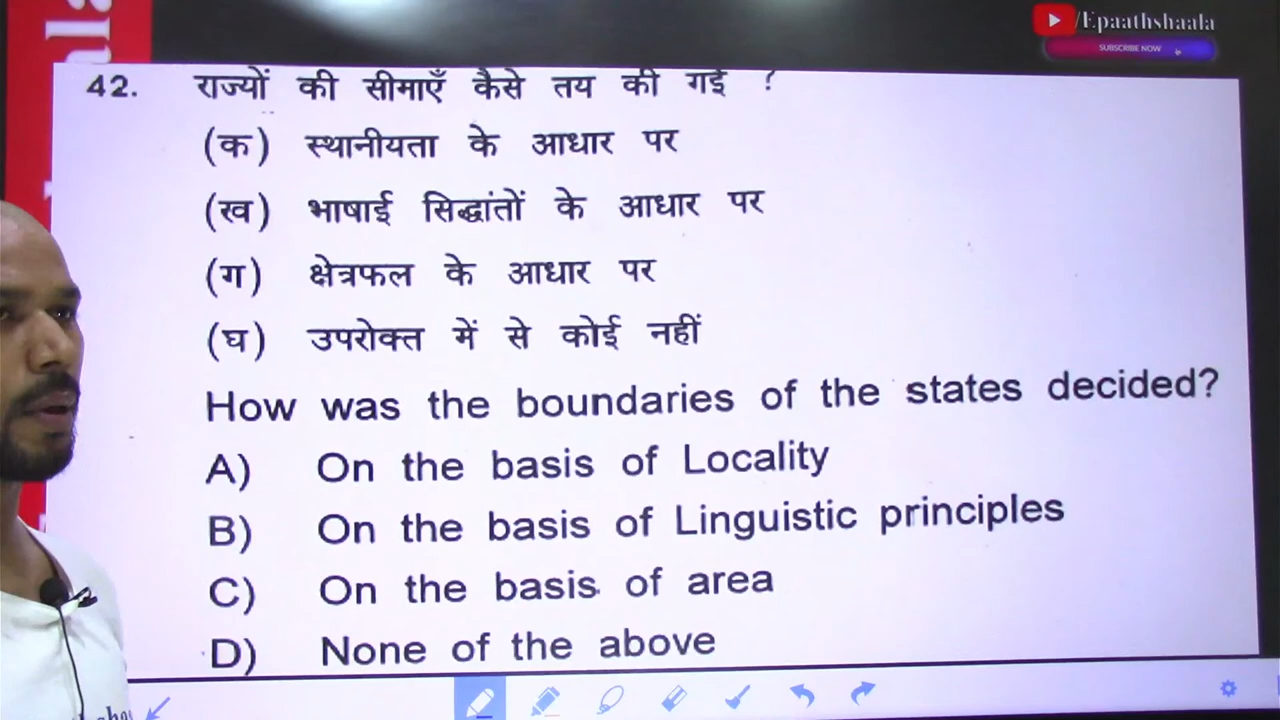 /Epaathshaala
SUBSCRIBE NOW
42. राज्यों की सीमाएँ कैसे तय की गई ?
(क) स्थानीयता के आधार पर
(ख) भाषाई सिद्धांतों के आधार पर
(ग) क्षेत्रफल के आधार पर
(घ) उपरोक्त में से कोई नहीं
How was the boundaries of the states decided?
A) On the basis of Locality
B) On the basis of Linguistic principles
C) On the basis of area
D) None of the above